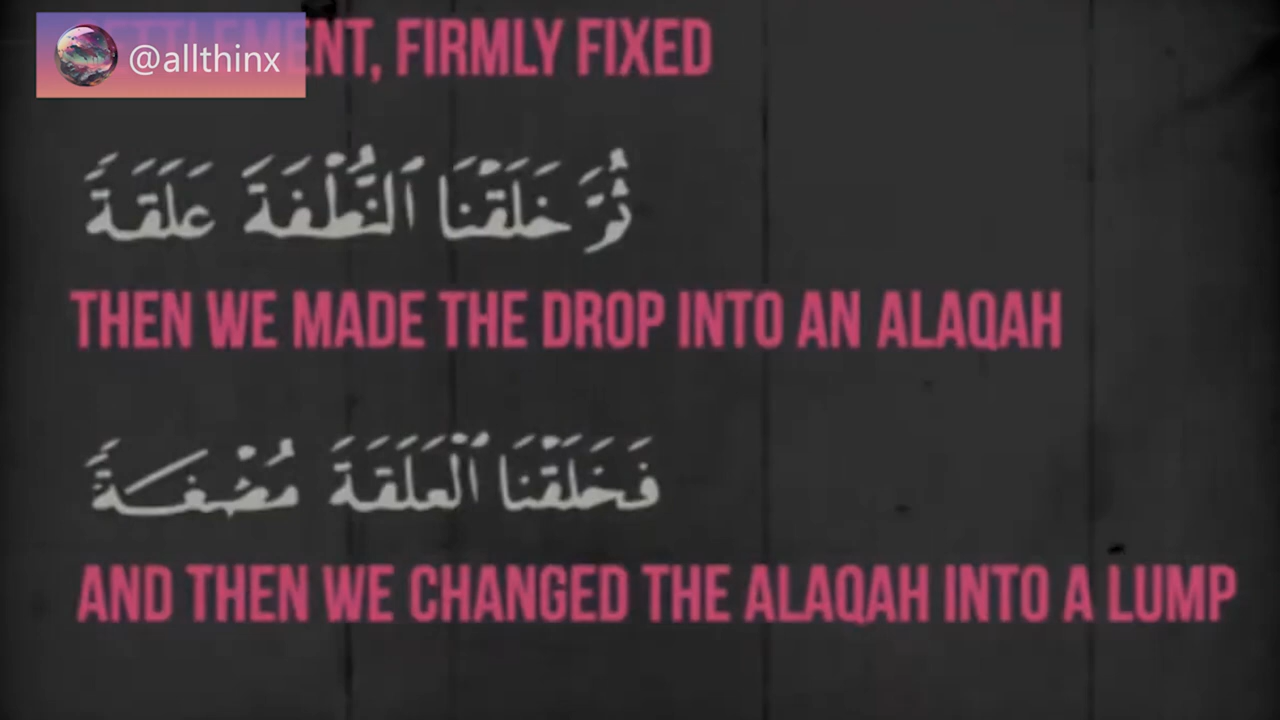 @allthinx
ENT, FIRMLY FIXED
ثُمَّ خَلَقْنَا ٱلنُّطْفَةَ عَلَقَةً
THEN WE MADE THE DROP INTO AN ALAQAH
فَخَلَقْنَا ٱلْعَلَقَةَ مُضْغَةً
AND THEN WE CHANGED THE ALAQAH INTO A LUMP